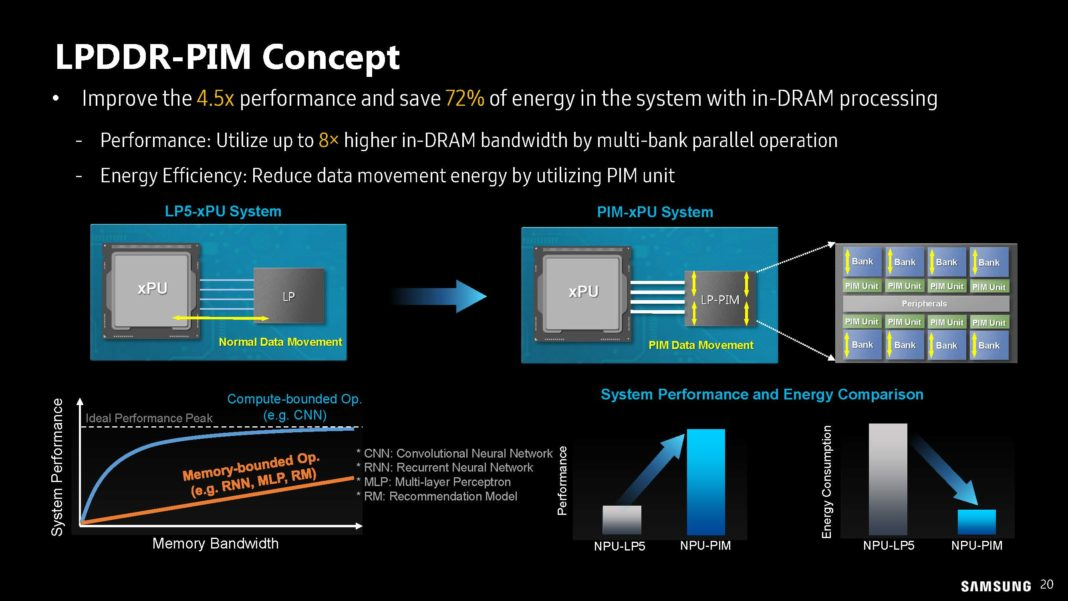 LPDDR-PIM Concept
• Improve the 4.5x performance and save 72% of energy in the system with in-DRAM processing
- Performance: Utilize up to 8× higher in-DRAM bandwidth by multi-bank parallel operation
- Energy Efficiency: Reduce data movement energy by utilizing PIM unit
LP5-xPU System
xPU
LP
Normal Data Movement
PIM-xPU System
xPU
LP-PIM
PIM Data Movement
Bank Bank Bank Bank
PIM Unit PIM Unit PIM Unit PIM Unit
Peripherals
PIM Unit PIM Unit PIM Unit PIM Unit
Bank Bank Bank Bank
System Performance
Ideal Performance Peak
Compute-bounded Op.
(e.g. CNN)
Memory-bounded Op.
(e.g. RNN, MLP, RM)
Memory Bandwidth
* CNN: Convolutional Neural Network
* RNN: Recurrent Neural Network
* MLP: Multi-layer Perceptron
* RM: Recommendation Model
System Performance and Energy Comparison
Performance
NPU-LP5 NPU-PIM
Energy Consumption
NPU-LP5 NPU-PIM
SAMSUNG 20